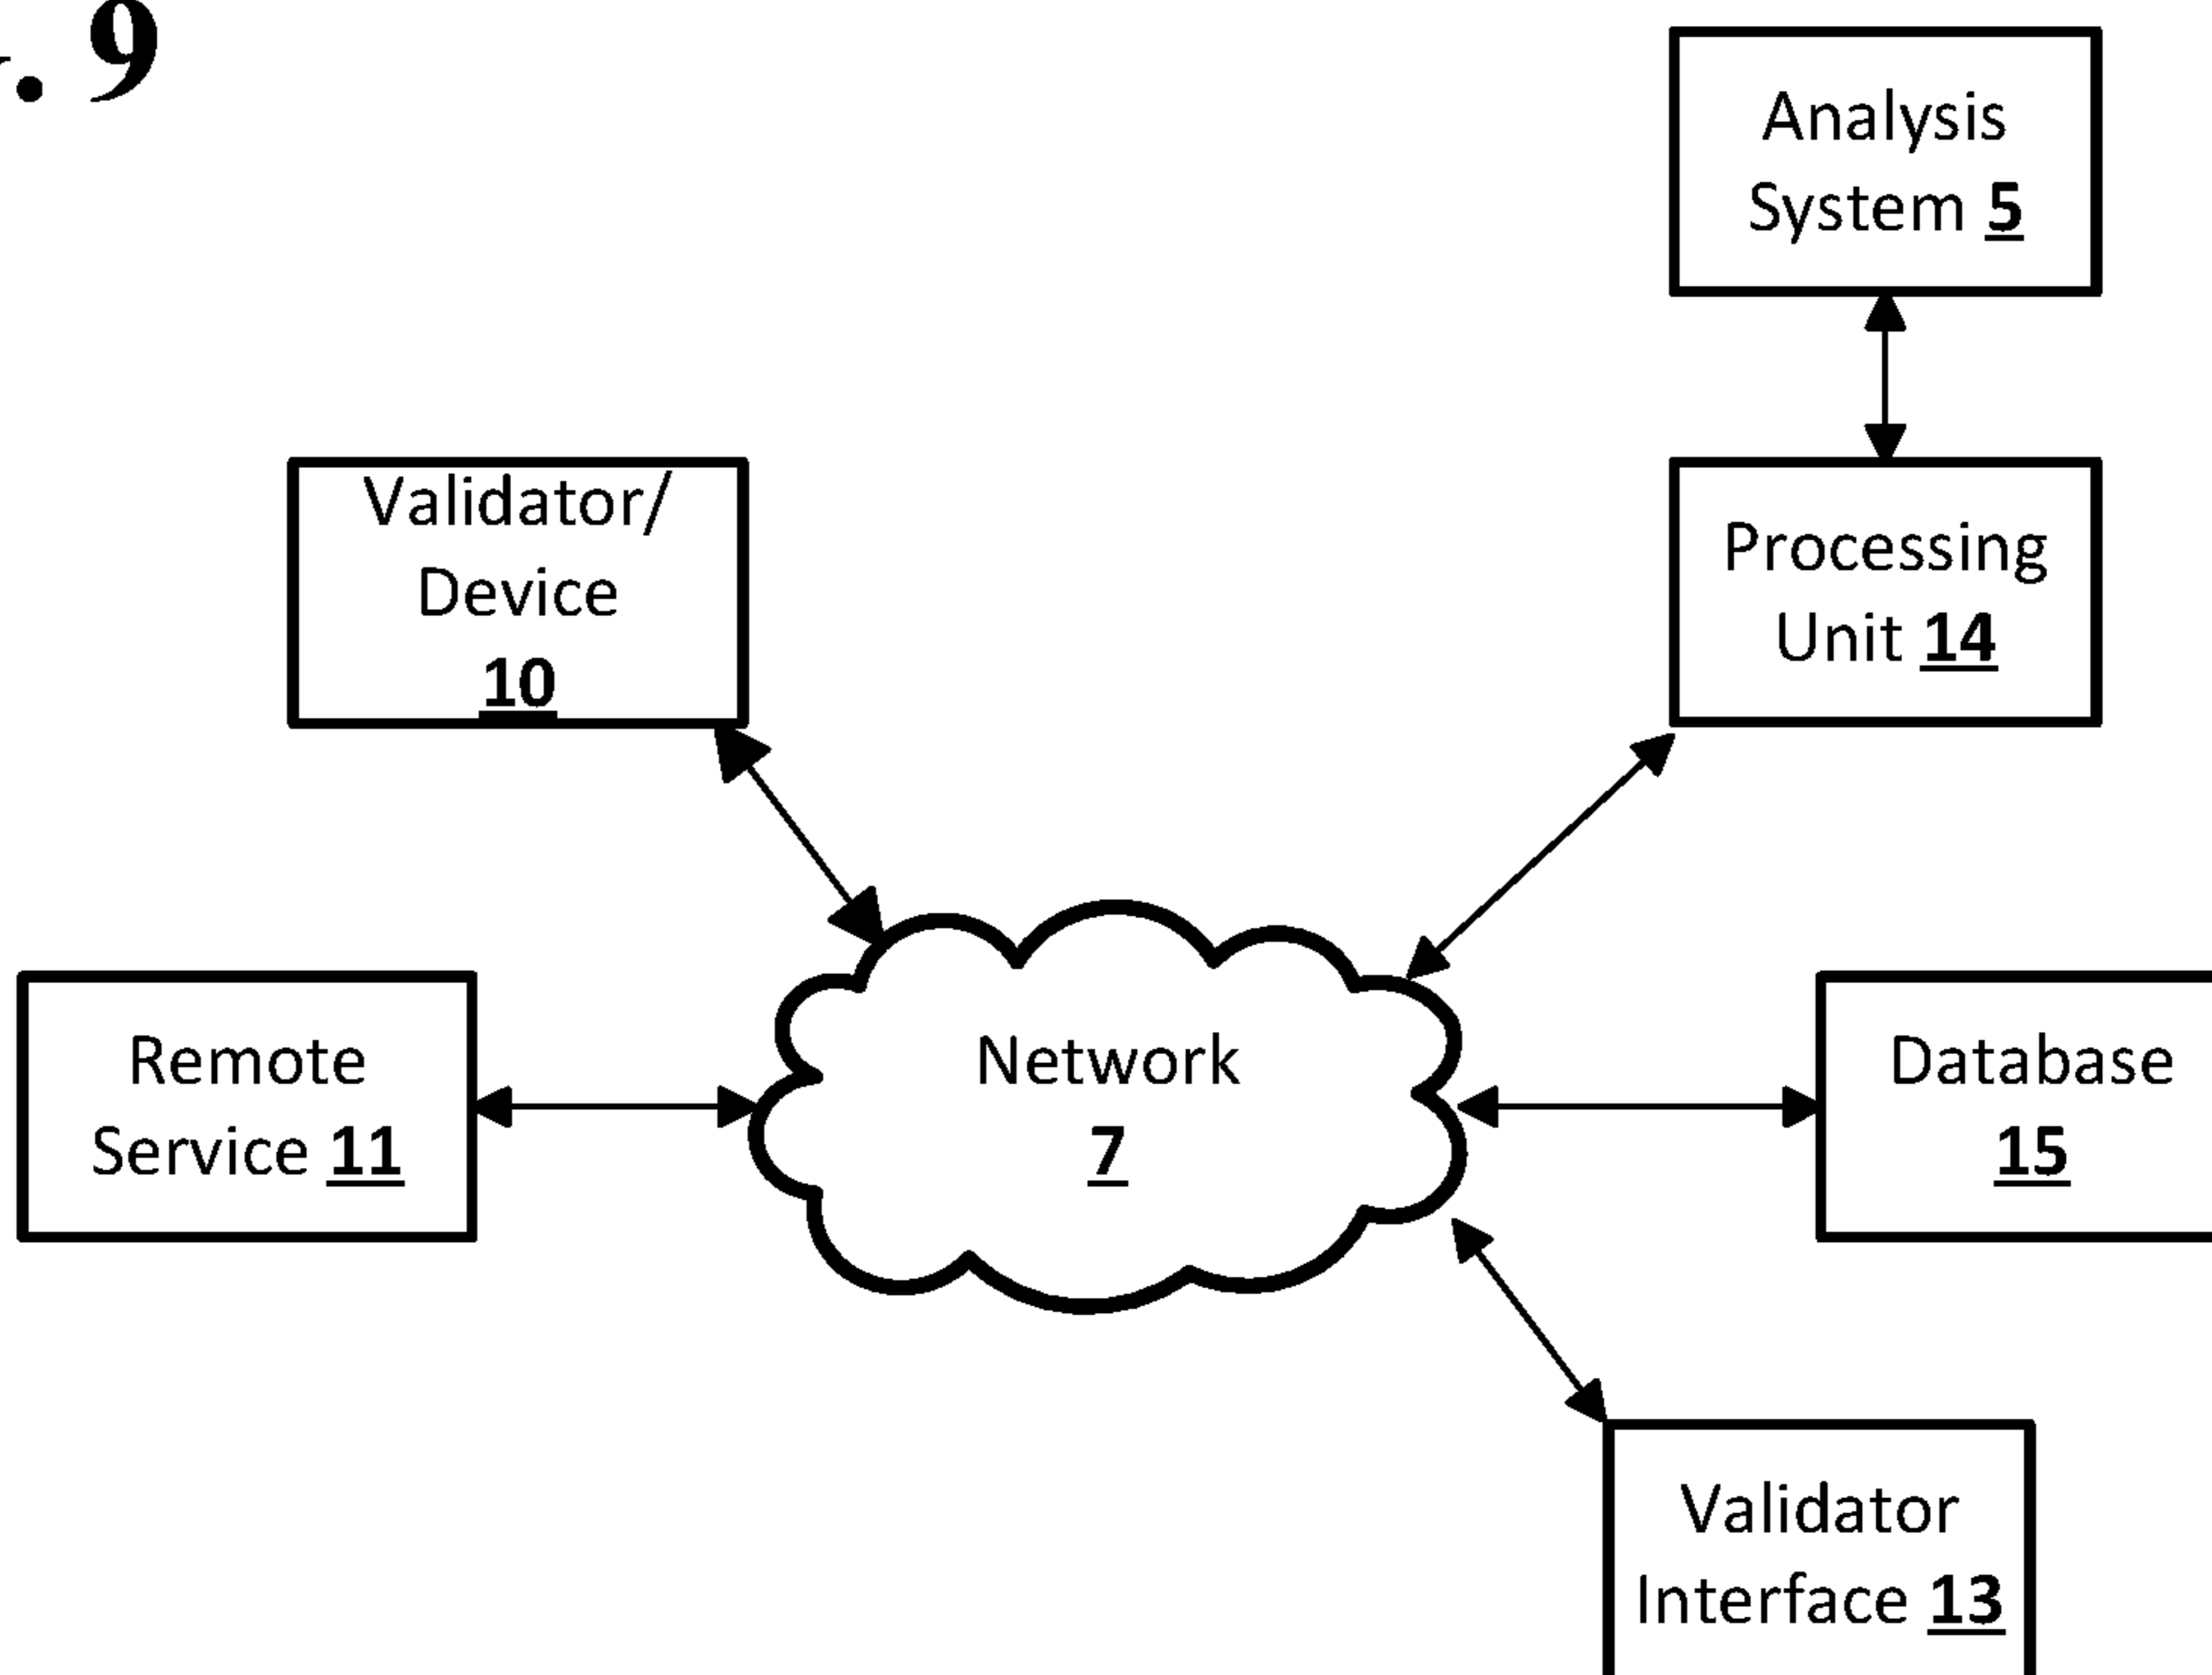 . 9
Analysis
System 5
Validator/
Device
10
Processing
Unit 14
Remote
Service 11
Network
7
Database
15
Validator
Interface 13